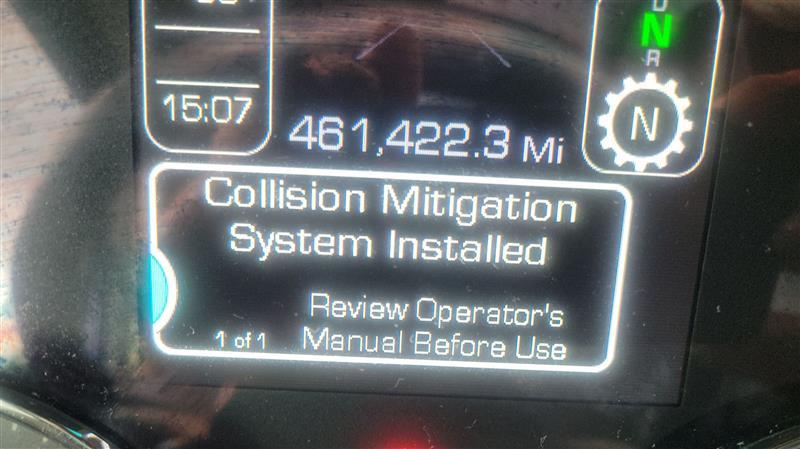 15:07
461,422.3 Mi
D
N
R
N
Collision Mitigation
System Installed
Review Operator's
1 of 1 Manual Before Use